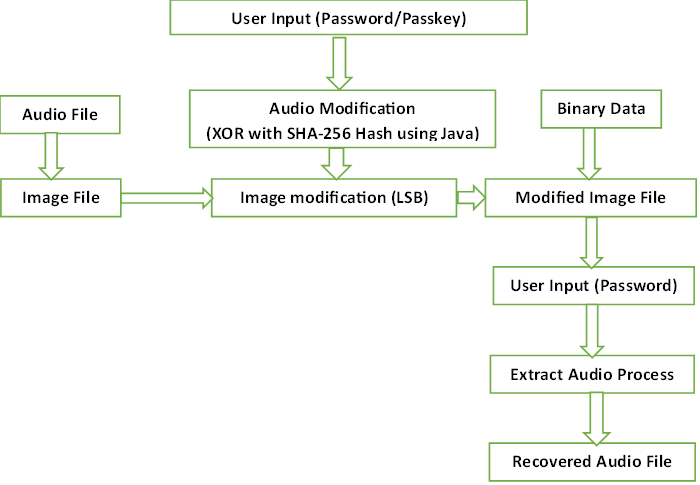 User Input (Password/Passkey)
Audio File
Audio Modification
(XOR with SHA-256 Hash using Java)
Binary Data
Image File
Image modification (LSB)
Modified Image File
User Input (Password)
Extract Audio Process
Recovered Audio File